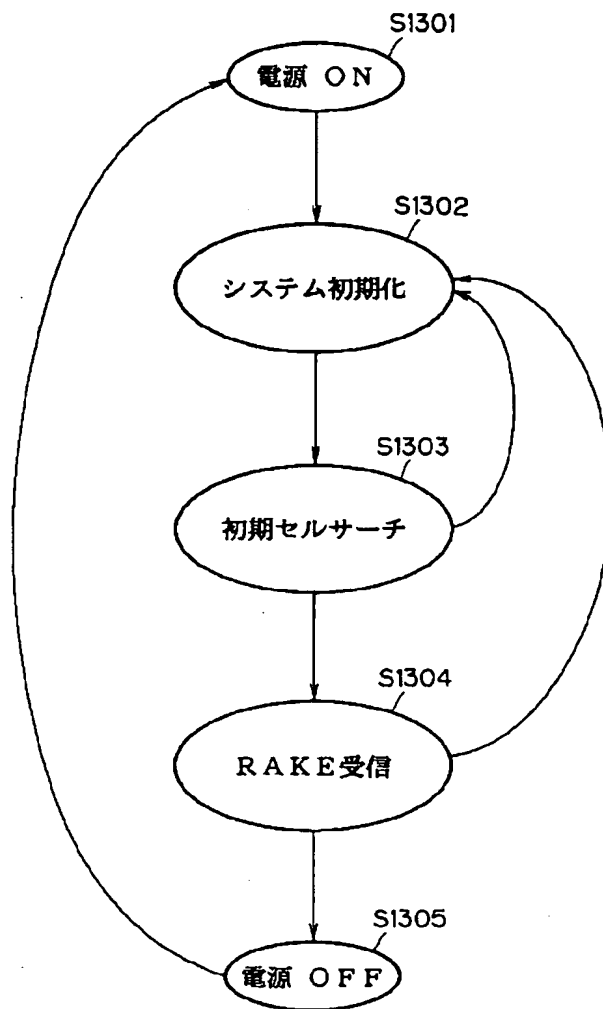 S1301
電源 ON
S1302
システム初期化
S1303
初期セルサーチ
S1304
RAKE受信
S1305
電源 OFF